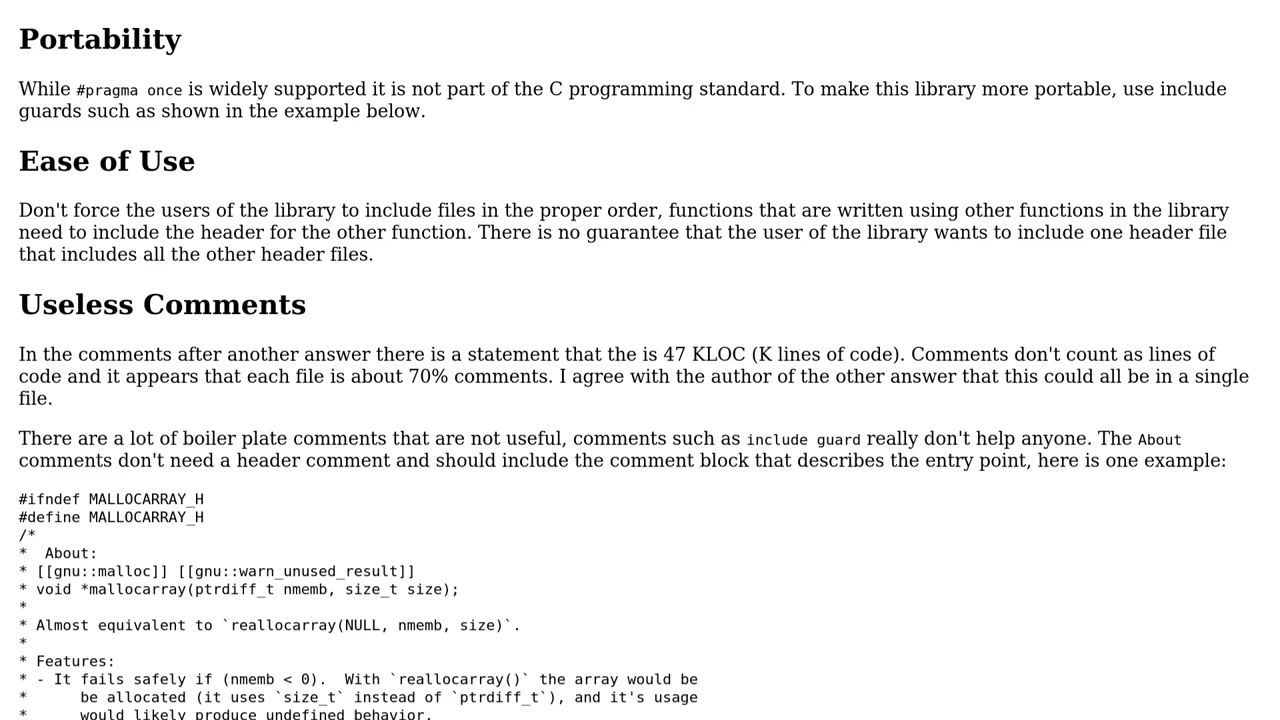 Portability
While #pragma once is widely supported it is not part of the C programming standard. To make this library more portable, use include
guards such as shown in the example below.
Ease of Use
Don't force the users of the library to include files in the proper order, functions that are written using other functions in the library
need to include the header for the other function. There is no guarantee that the user of the library wants to include one header file
that includes all the other header files.
Useless Comments
In the comments after another answer there is a statement that the is 47 KLOC (K lines of code). Comments don't count as lines of
code and it appears that each file is about 70% comments. I agree with the author of the other answer that this could all be in a single
file.
There are a lot of boiler plate comments that are not useful, comments such as include guard really don't help anyone. The About
comments don't need a header comment and should include the comment block that describes the entry point, here is one example:
#ifndef MALLOCARRAY_H
#define MALLOCARRAY_H
/*
*  About:
* [[gnu::malloc]] [[gnu::warn_unused_result]]
* void *mallocarray(ptrdiff_t nmemb, size_t size);
*
* Almost equivalent to `reallocarray(NULL, nmemb, size)`.
*
* Features:
* - It fails safely if (nmemb < 0).  With `reallocarray()` the array would be
*      be allocated (it uses `size_t` instead of `ptrdiff_t`), and it's usage
*      would likely produce undefined behavior.